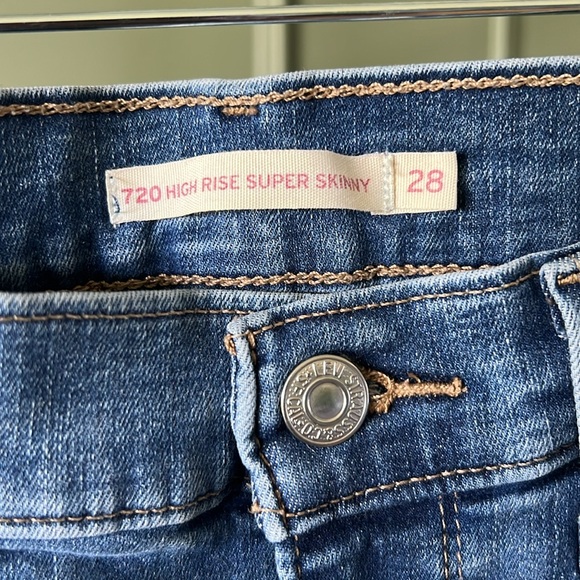 720 HIGH RISE SUPER SKINNY 28
LEVI STRAUSS & CO